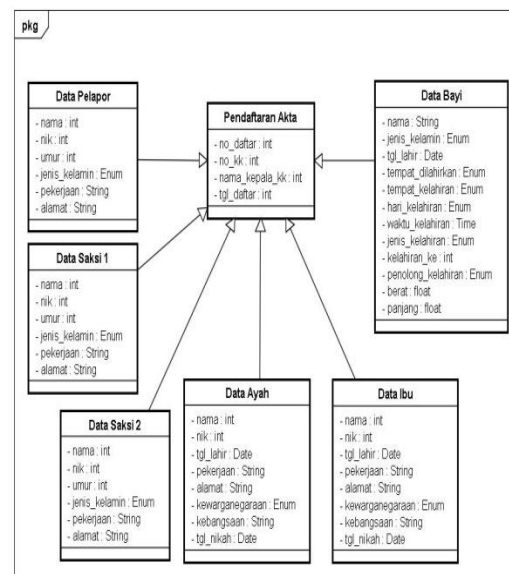 pkg
Data Pelapor
- nama : int
- nik : int
- umur : int
- jenis_kelamin : Enum
- pekerjaan : String
- alamat : String
Pendaftaran Akta
- no_daftar : int
- no_kk : int
- nama_kepala_kk : int
- tgl_daftar : int
Data Bayi
- nama : String
- jenis_kelamin : Enum
- tgl_lahir : Date
- tempat_dilahirkan : Enum
- tempat_kelahiran : Enum
- hari_kelahiran : Enum
- waktu_kelahiran : Time
- jenis_kelahiran : Enum
- kelahiran_ke : int
- penolong_kelahiran : Enum
- berat : float
- panjang : float
Data Saksi 1
- nama : int
- nik : int
- umur : int
- jenis_kelamin : Enum
- pekerjaan : String
- alamat : String
Data Saksi 2
- nama : int
- nik : int
- umur : int
- jenis_kelamin : Enum
- pekerjaan : String
- alamat : String
Data Ayah
- nama : int
- nik : int
- tgl_lahir : Date
- pekerjaan : String
- alamat : String
- kewarganegaraan : Enum
- kebangsaan : String
- tgl_nikah : Date
Data Ibu
- nama : int
- nik : int
- tgl_lahir : Date
- pekerjaan : String
- alamat : String
- kewarganegaraan : Enum
- kebangsaan : String
- tgl_nikah : Date